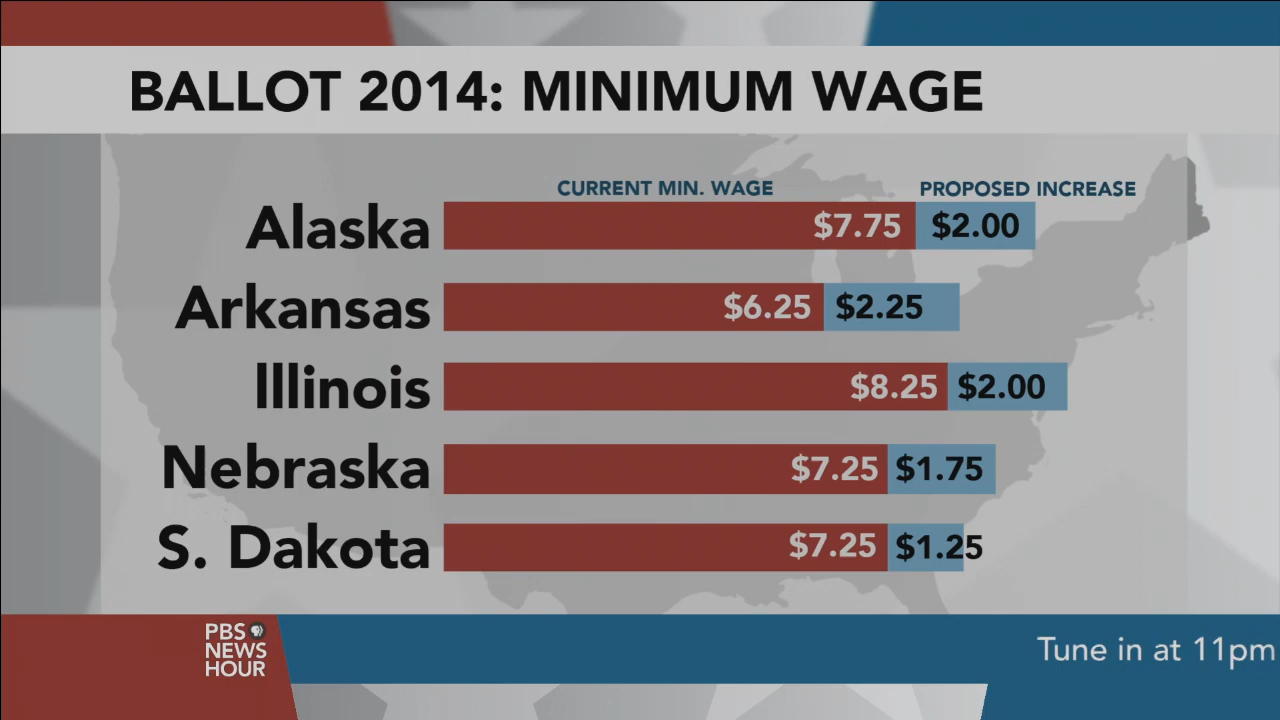 BALLOT 2014: MINIMUM WAGE
CURRENT MIN. WAGE PROPOSED INCREASE
Alaska $7.75 $2.00
Arkansas $6.25 $2.25
Illinois $8.25 $2.00
Nebraska $7.25 $1.75
S. Dakota $7.25 $1.25
PBS
NEWS
HOUR
Tune in at 11pm